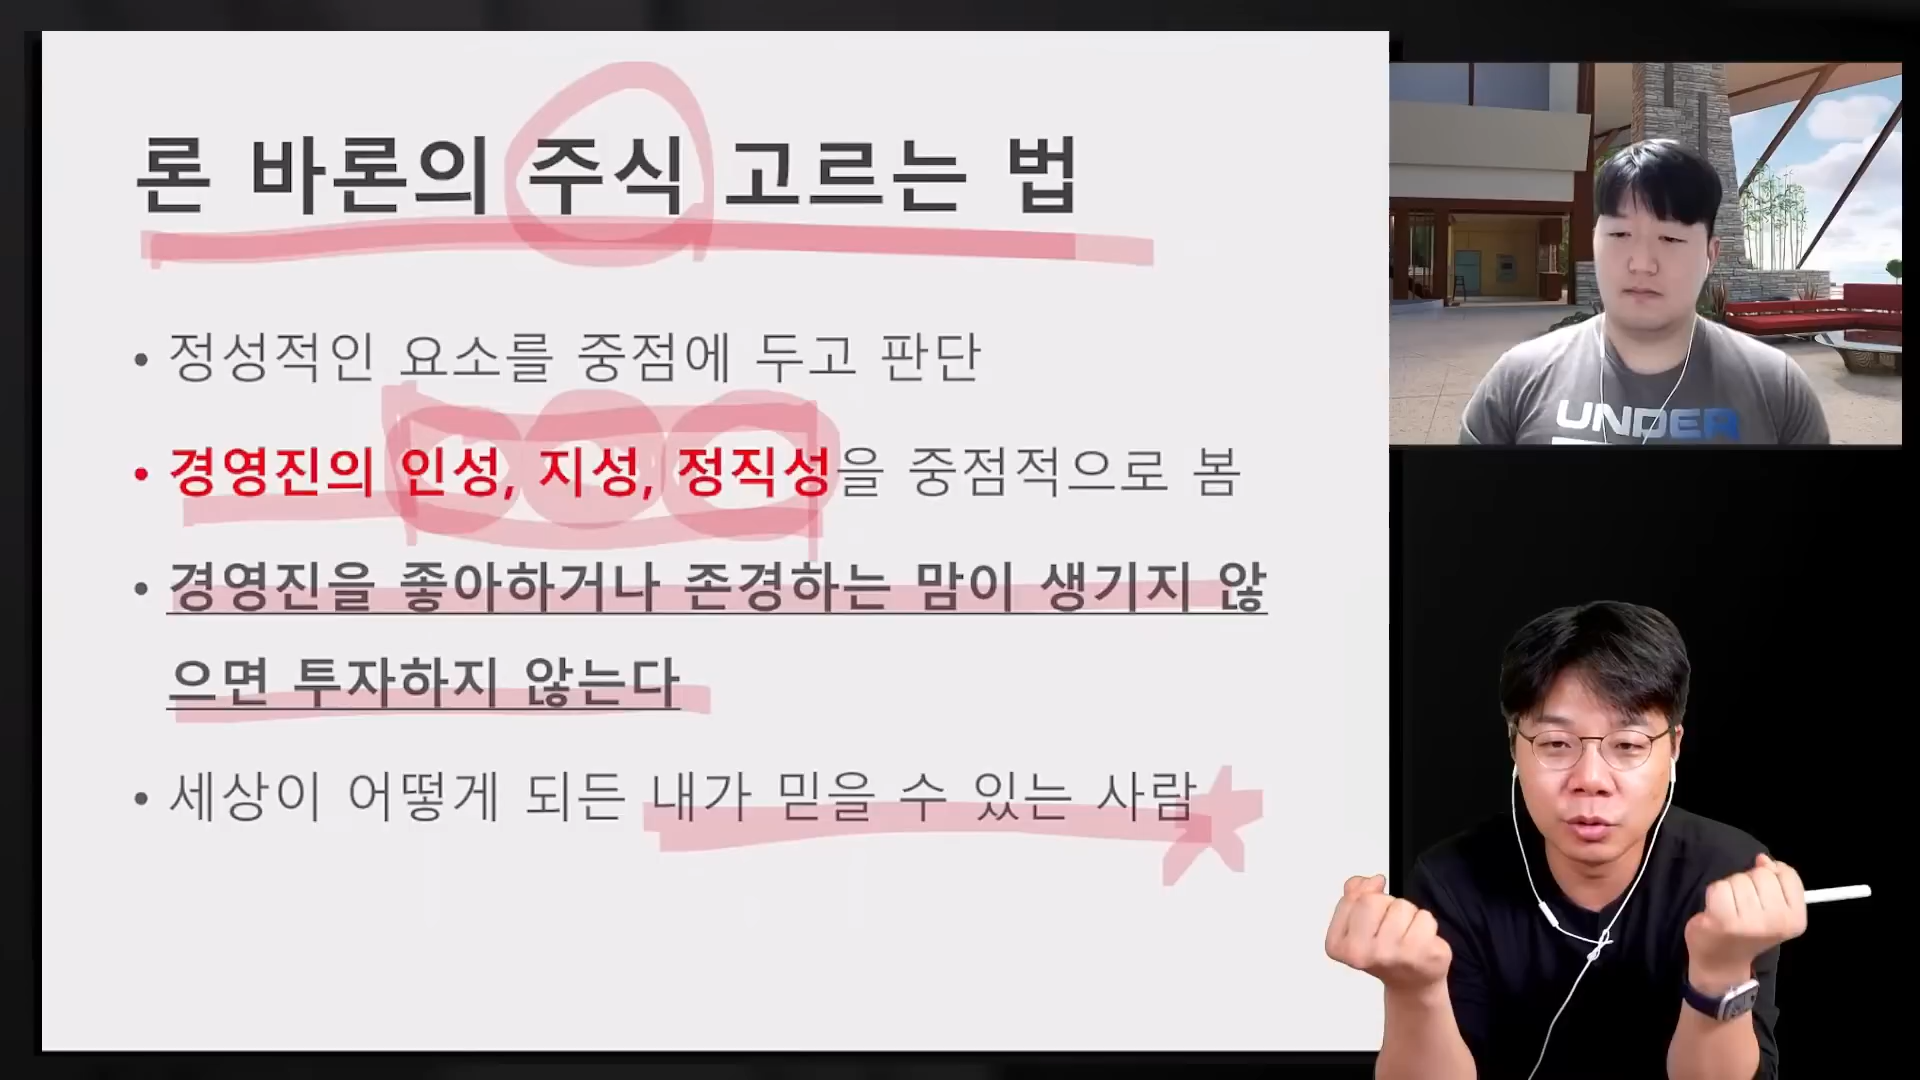 론 바론의 주식 고르는 법
• 정성적인 요소를 중점에 두고 판단
• 경영진의 인성, 지성, 정직성을 중점적으로 봄
• 경영진을 좋아하거나 존경하는 맘이 생기지 않
으면 투자하지 않는다
• 세상이 어떻게 되든 내가 믿을 수 있는 사람
UNDER